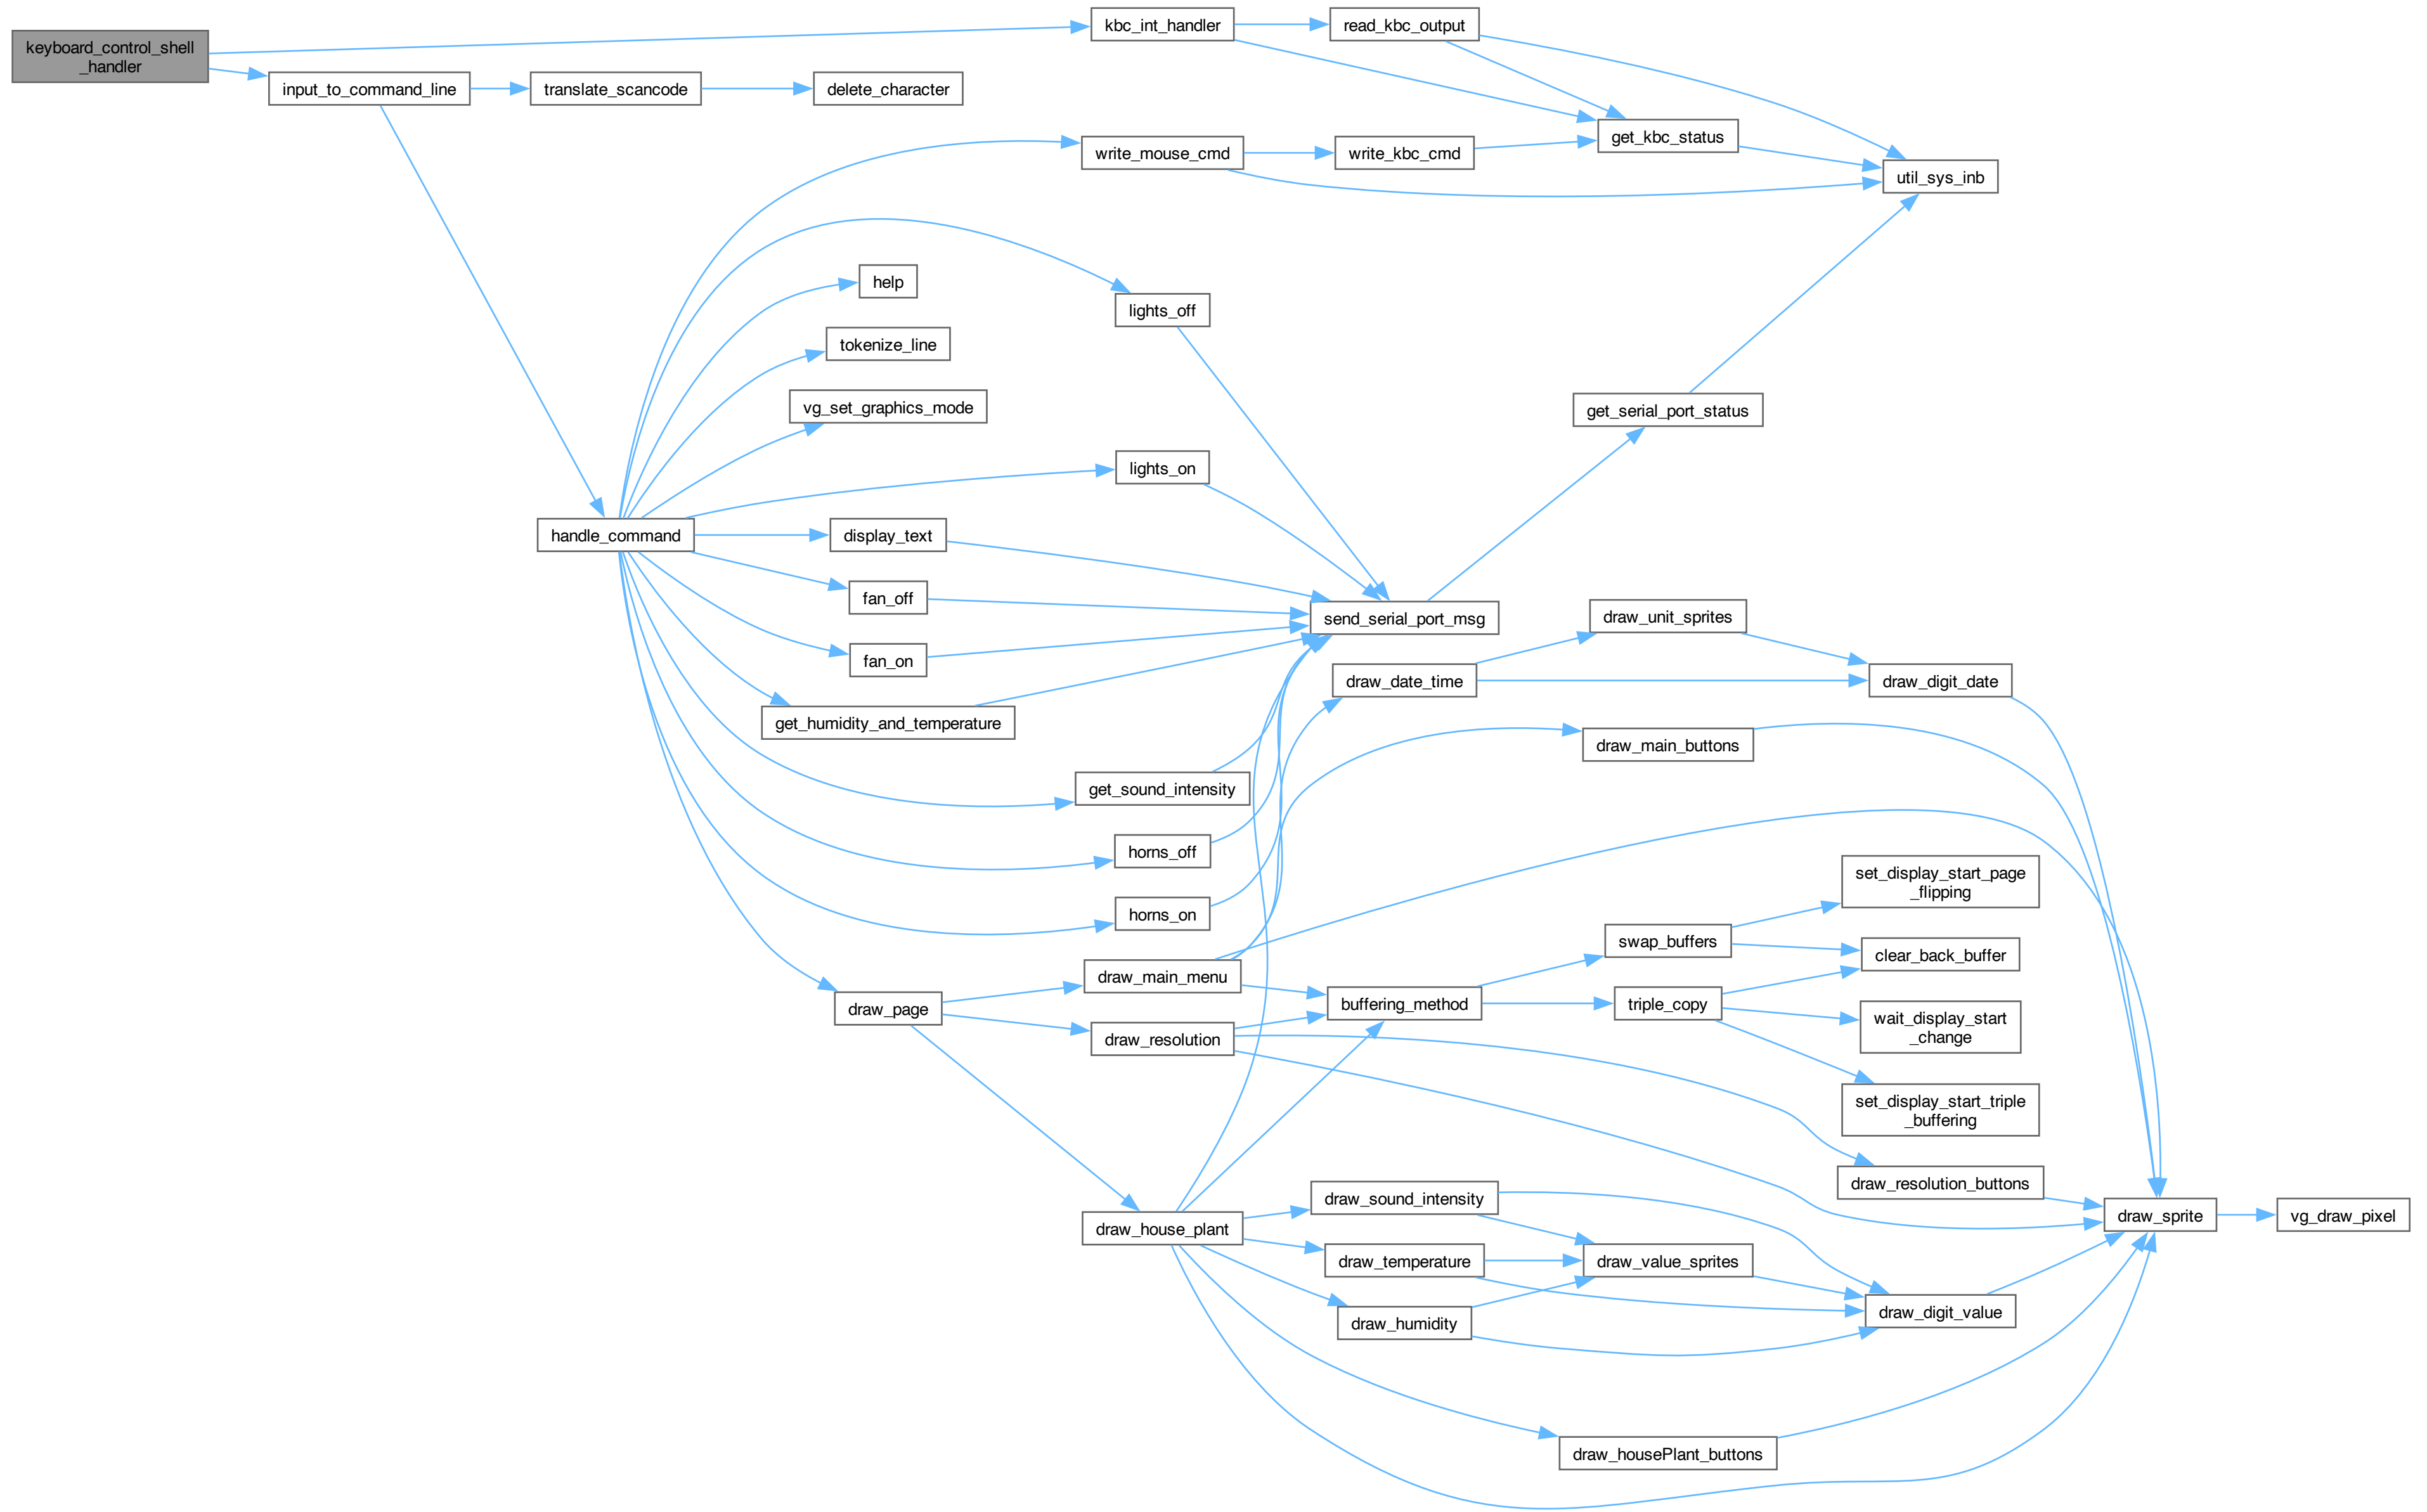 keyboard_control_shell
_handler
kbc_int_handler
read_kbc_output
input_to_command_line
translate_scancode
delete_character
get_kbc_status
write_mouse_cmd
write_kbc_cmd
util_sys_inb
help
lights_off
tokenize_line
vg_set_graphics_mode
get_serial_port_status
lights_on
handle_command
display_text
fan_off
send_serial_port_msg
draw_unit_sprites
fan_on
draw_date_time
draw_digit_date
get_humidity_and_temperature
draw_main_buttons
get_sound_intensity
horns_off
set_display_start_page
_flipping
horns_on
swap_buffers
clear_back_buffer
draw_main_menu
draw_page
buffering_method
triple_copy
wait_display_start
_change
draw_resolution
set_display_start_triple
_buffering
draw_resolution_buttons
draw_sound_intensity
draw_house_plant
draw_sprite
vg_draw_pixel
draw_temperature
draw_value_sprites
draw_humidity
draw_digit_value
draw_housePlant_buttons